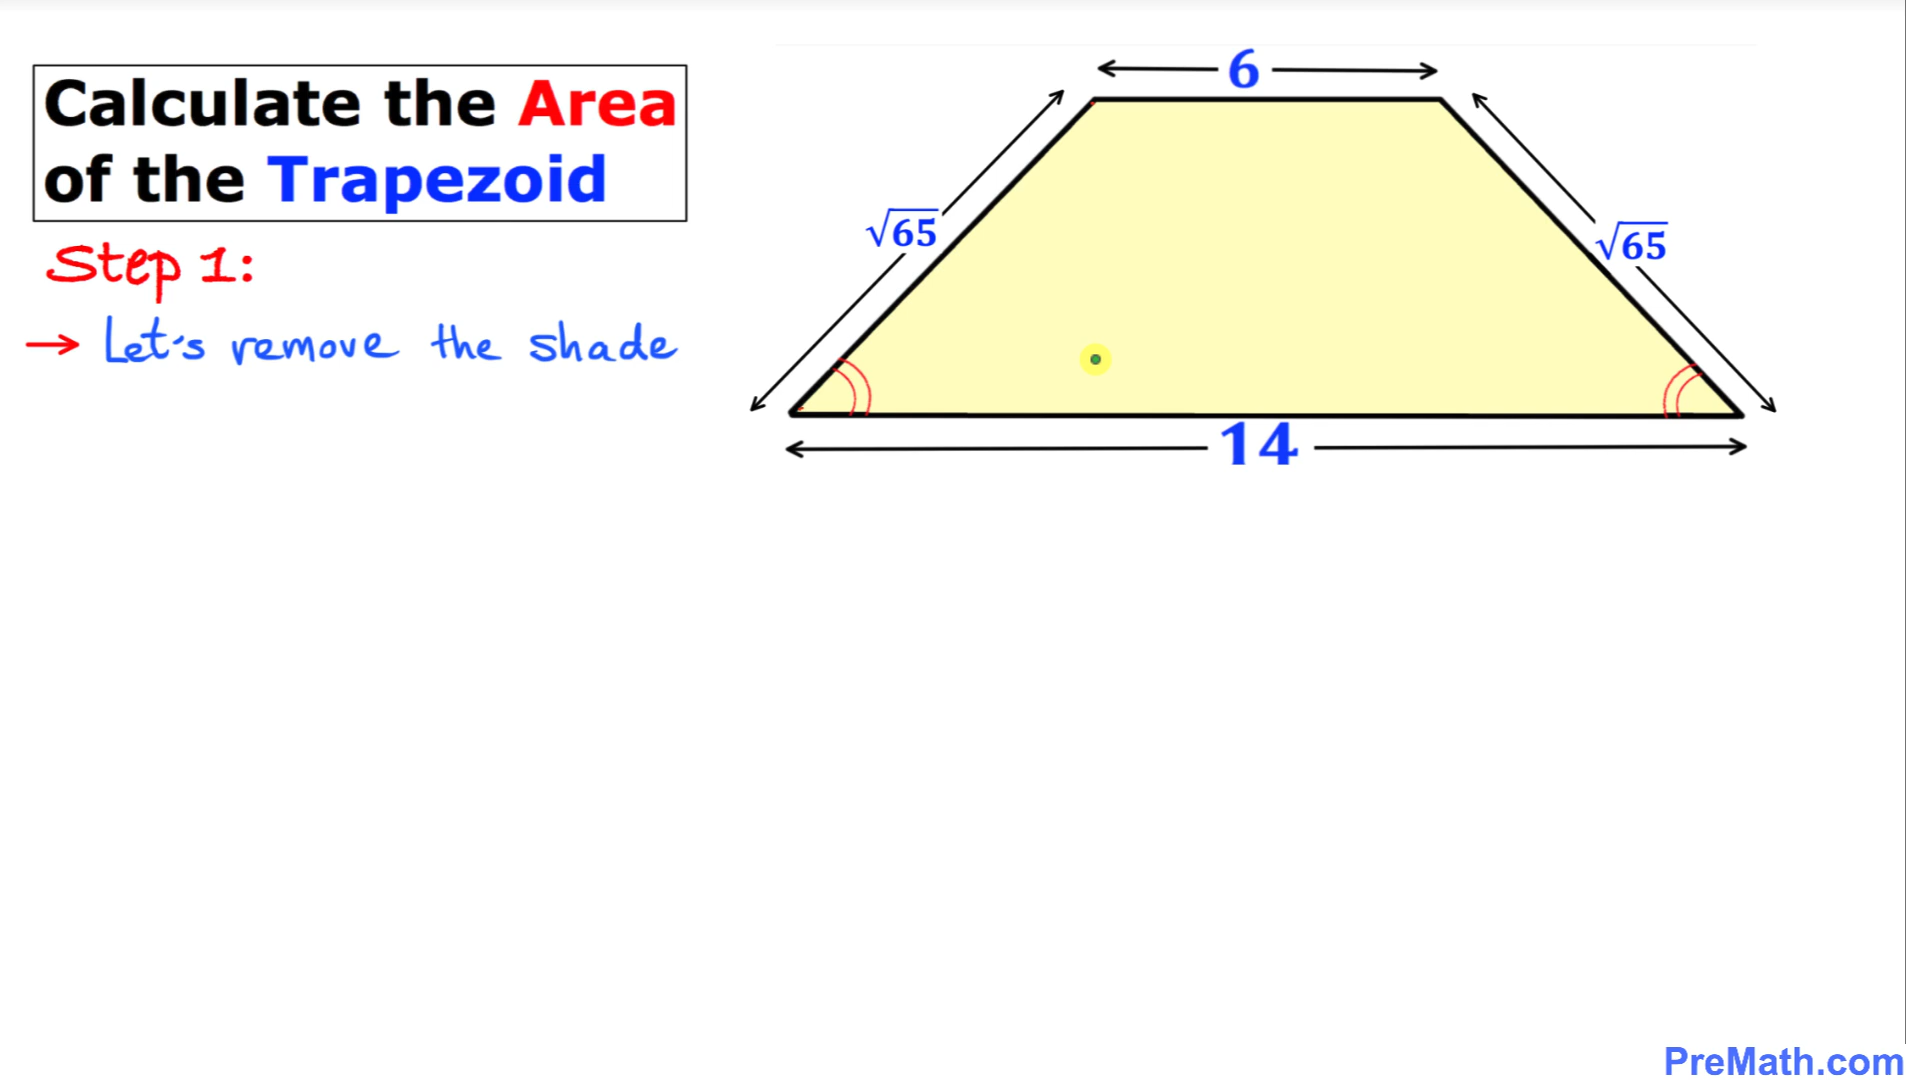 Calculate the Area
of the Trapezoid
Step 1:
→ Let's remove the shade
6
√65
√65
14
PreMath.com